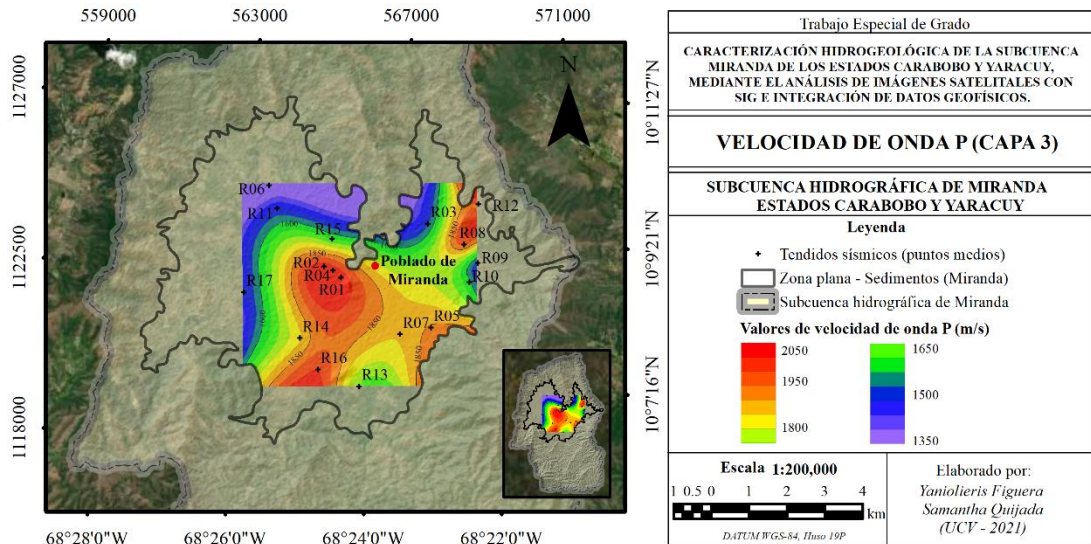 559000 563000 567000 571000
1127000
1122500
1118000
N
R06
R11
1600
R15
R03
R12
1850
R08
R09
R10
1850
R02
R04
R01
Poblado de
Miranda
R17
1600
R14
1850
R16
R13
R07
R05
1850
1850
10°11'27"N
10°9'21"N
10°7'16"N
68°28'0"W 68°26'0"W 68°24'0"W 68°22'0"W
Trabajo Especial de Grado
CARACTERIZACIÓN HIDROGEOLÓGICA DE LA SUBCUENCA
MIRANDA DE LOS ESTADOS CARABOBO Y YARACUY,
MEDIANTE EL ANÁLISIS DE IMÁGENES SATELITALES CON
SIG E INTEGRACIÓN DE DATOS GEOFÍSICOS.
VELOCIDAD DE ONDA P (CAPA 3)
SUBCUENCA HIDROGRÁFICA DE MIRANDA
ESTADOS CARABOBO Y YARACUY
Leyenda
Tendidos sísmicos (puntos medios)
Zona plana - Sedimentos (Miranda)
Subcuenca hidrográfica de Miranda
Valores de velocidad de onda P (m/s)
2050 1650
1950 1500
1800 1350
Escala 1:200,000
1 0.5 0 1 2 3 4
km
DATUM WGS-84, Huso 19P
Elaborado por:
Yaniolieris Figuera
Samantha Quijada
(UCV - 2021)